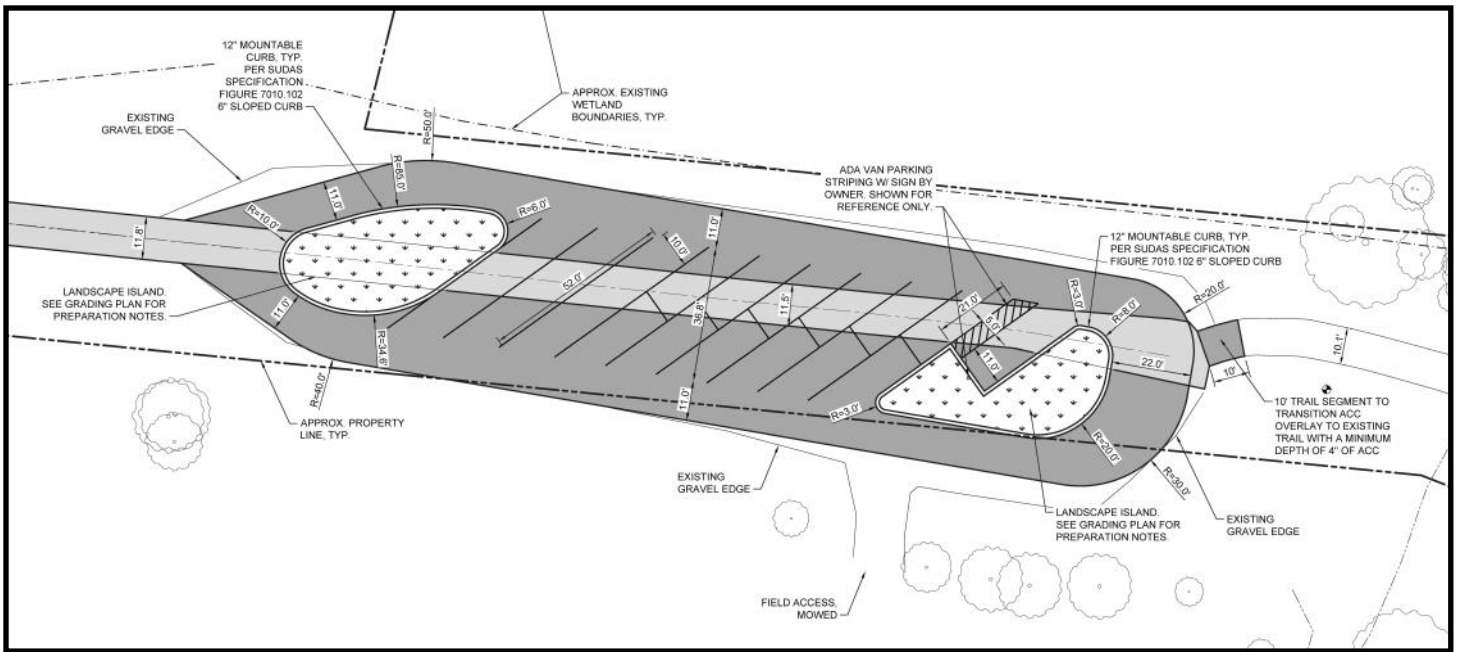 12" MOUNTABLE
CURB, TYP.
PER SUDAS
SPECIFICATION
FIGURE 7010.102
6" SLOPED CURB
EXISTING
GRAVEL EDGE
R=50.0'
APPROX. EXISTING
WETLAND
BOUNDARIES, TYP.
ADA VAN PARKING
STRIPING W/ SIGN BY
OWNER. SHOWN FOR
REFERENCE ONLY.
12" MOUNTABLE CURB, TYP.
PER SUDAS SPECIFICATION
FIGURE 7010.102 6" SLOPED CURB
11.8'
R=10.0'
11.0'
R=85.0'
R=6.0'
LANDSCAPE ISLAND.
SEE GRADING PLAN FOR
PREPARATION NOTES.
11.0'
R=34.6'
R=40.0'
APPROX. PROPERTY
LINE, TYP.
52.0'
10.0'
11.0'
36.8'
11.0'
11.5'
21.0'
5.0'
11.0'
R=3.0'
R=8.0'
R=20.0'
22.0'
10'
10.1'
R=3.0'
R=20.0'
R=30.0'
10' TRAIL SEGMENT TO
TRANSITION ACC
OVERLAY TO EXISTING
TRAIL WITH A MINIMUM
DEPTH OF 4" OF ACC
EXISTING
GRAVEL EDGE
LANDSCAPE ISLAND.
SEE GRADING PLAN FOR
PREPARATION NOTES.
EXISTING
GRAVEL EDGE
FIELD ACCESS,
MOWED